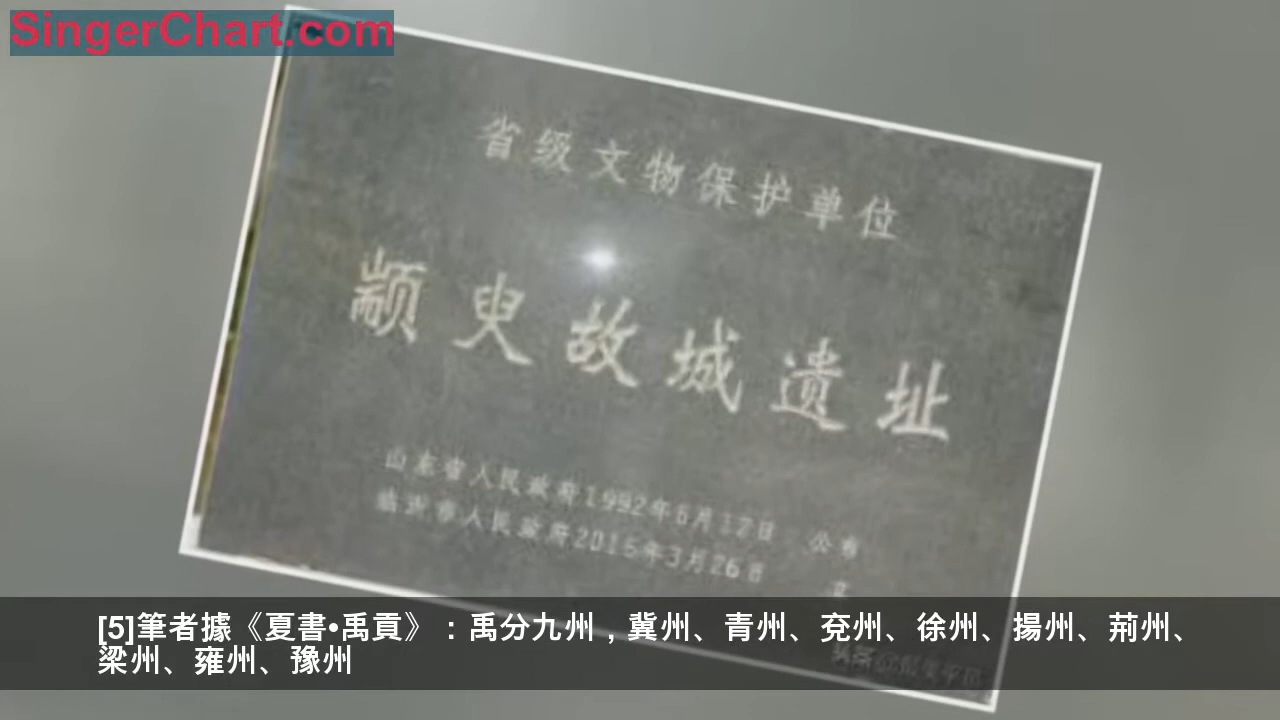 SingerChart.com
省级文物保护单位
颛臾故城遗址
山东省人民政府1992年6月12日 公布
临沂市人民政府2015年3月26日 立
[5]筆者據《夏書•禹貢》：禹分九州，冀州、青州、兗州、徐州、揚州、荊州、
梁州、雍州、豫州
头条